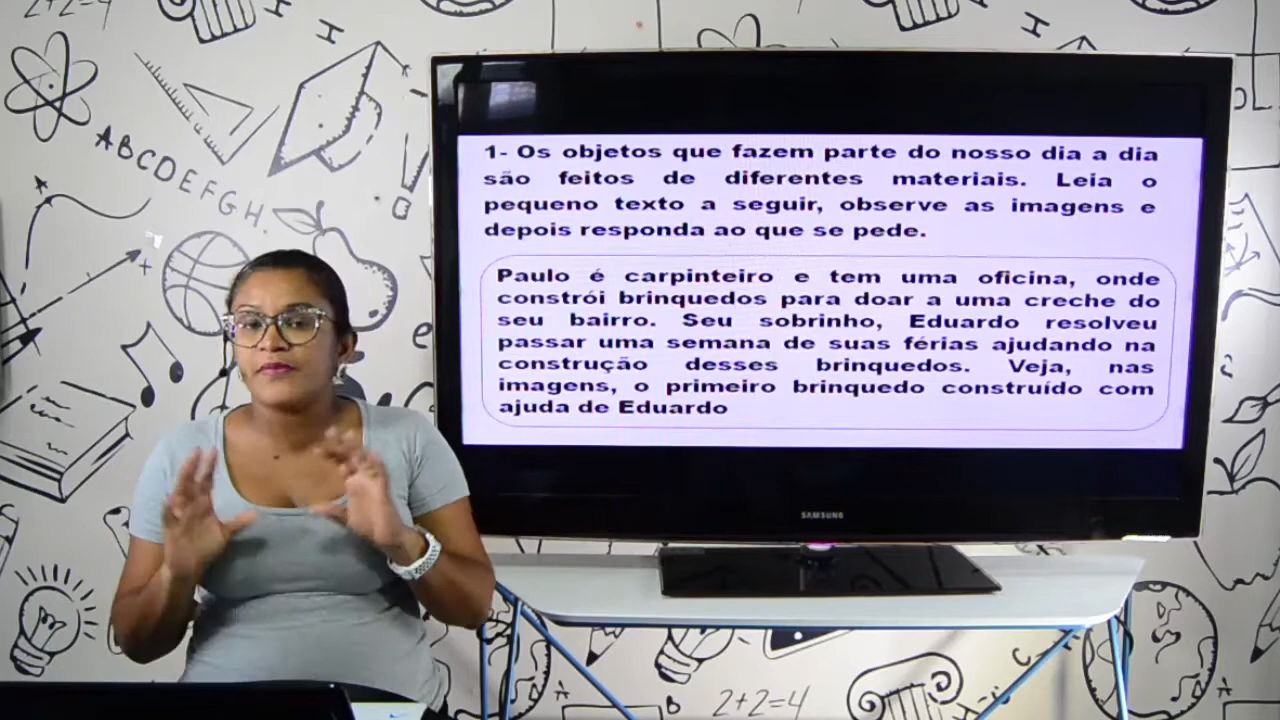 2+2=4
H
H
ABCDEFGH
1- Os objetos que fazem parte do nosso dia a dia
são feitos de diferentes materiais. Leia o
pequeno texto a seguir, observe as imagens e
depois responda ao que se pede.
Paulo é carpinteiro e tem uma oficina, onde
constrói brinquedos para doar a uma creche do
seu bairro. Seu sobrinho, Eduardo resolveu
passar uma semana de suas férias ajudando na
construção desses brinquedos. Veja, nas
imagens, o primeiro brinquedo construído com
ajuda de Eduardo
SAMSUNG
A
B
2+2=4
C
A